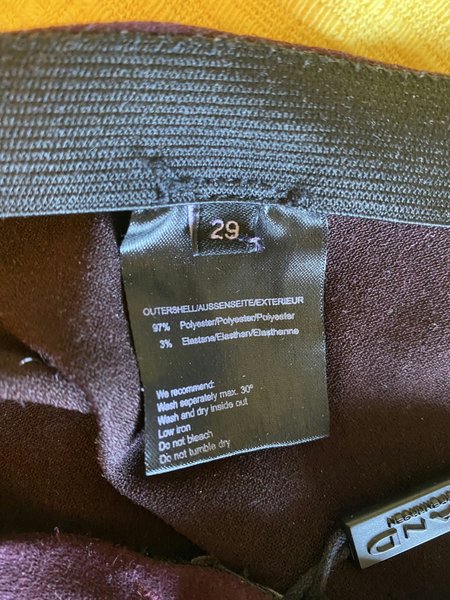 29
OUTERSHELL/AUSSENSEITE/EXTERIEUR
97% Polyester/Polyester/Polyester
3% Elastane/Elasthan/Elasthanne
We recommend:
Wash seperately max. 30°
Wash and dry inside out
Low iron
Do not bleach
Do not tumble dry